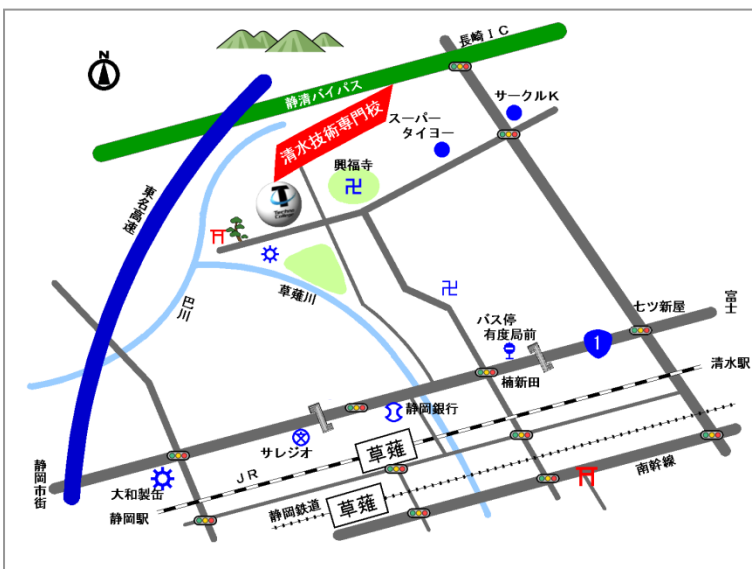 長崎IC
静清バイパス
サークルK
清水技術専門校
スーパー
タイヨー
興福寺
東名高速
巴川
草薙川
富士
七ツ新屋
バス停
有度局前
1
清水駅
楠新田
静岡銀行
サレジオ
草薙
JR
南幹線
静岡市街
大和製缶
静岡駅
静岡鉄道
草薙